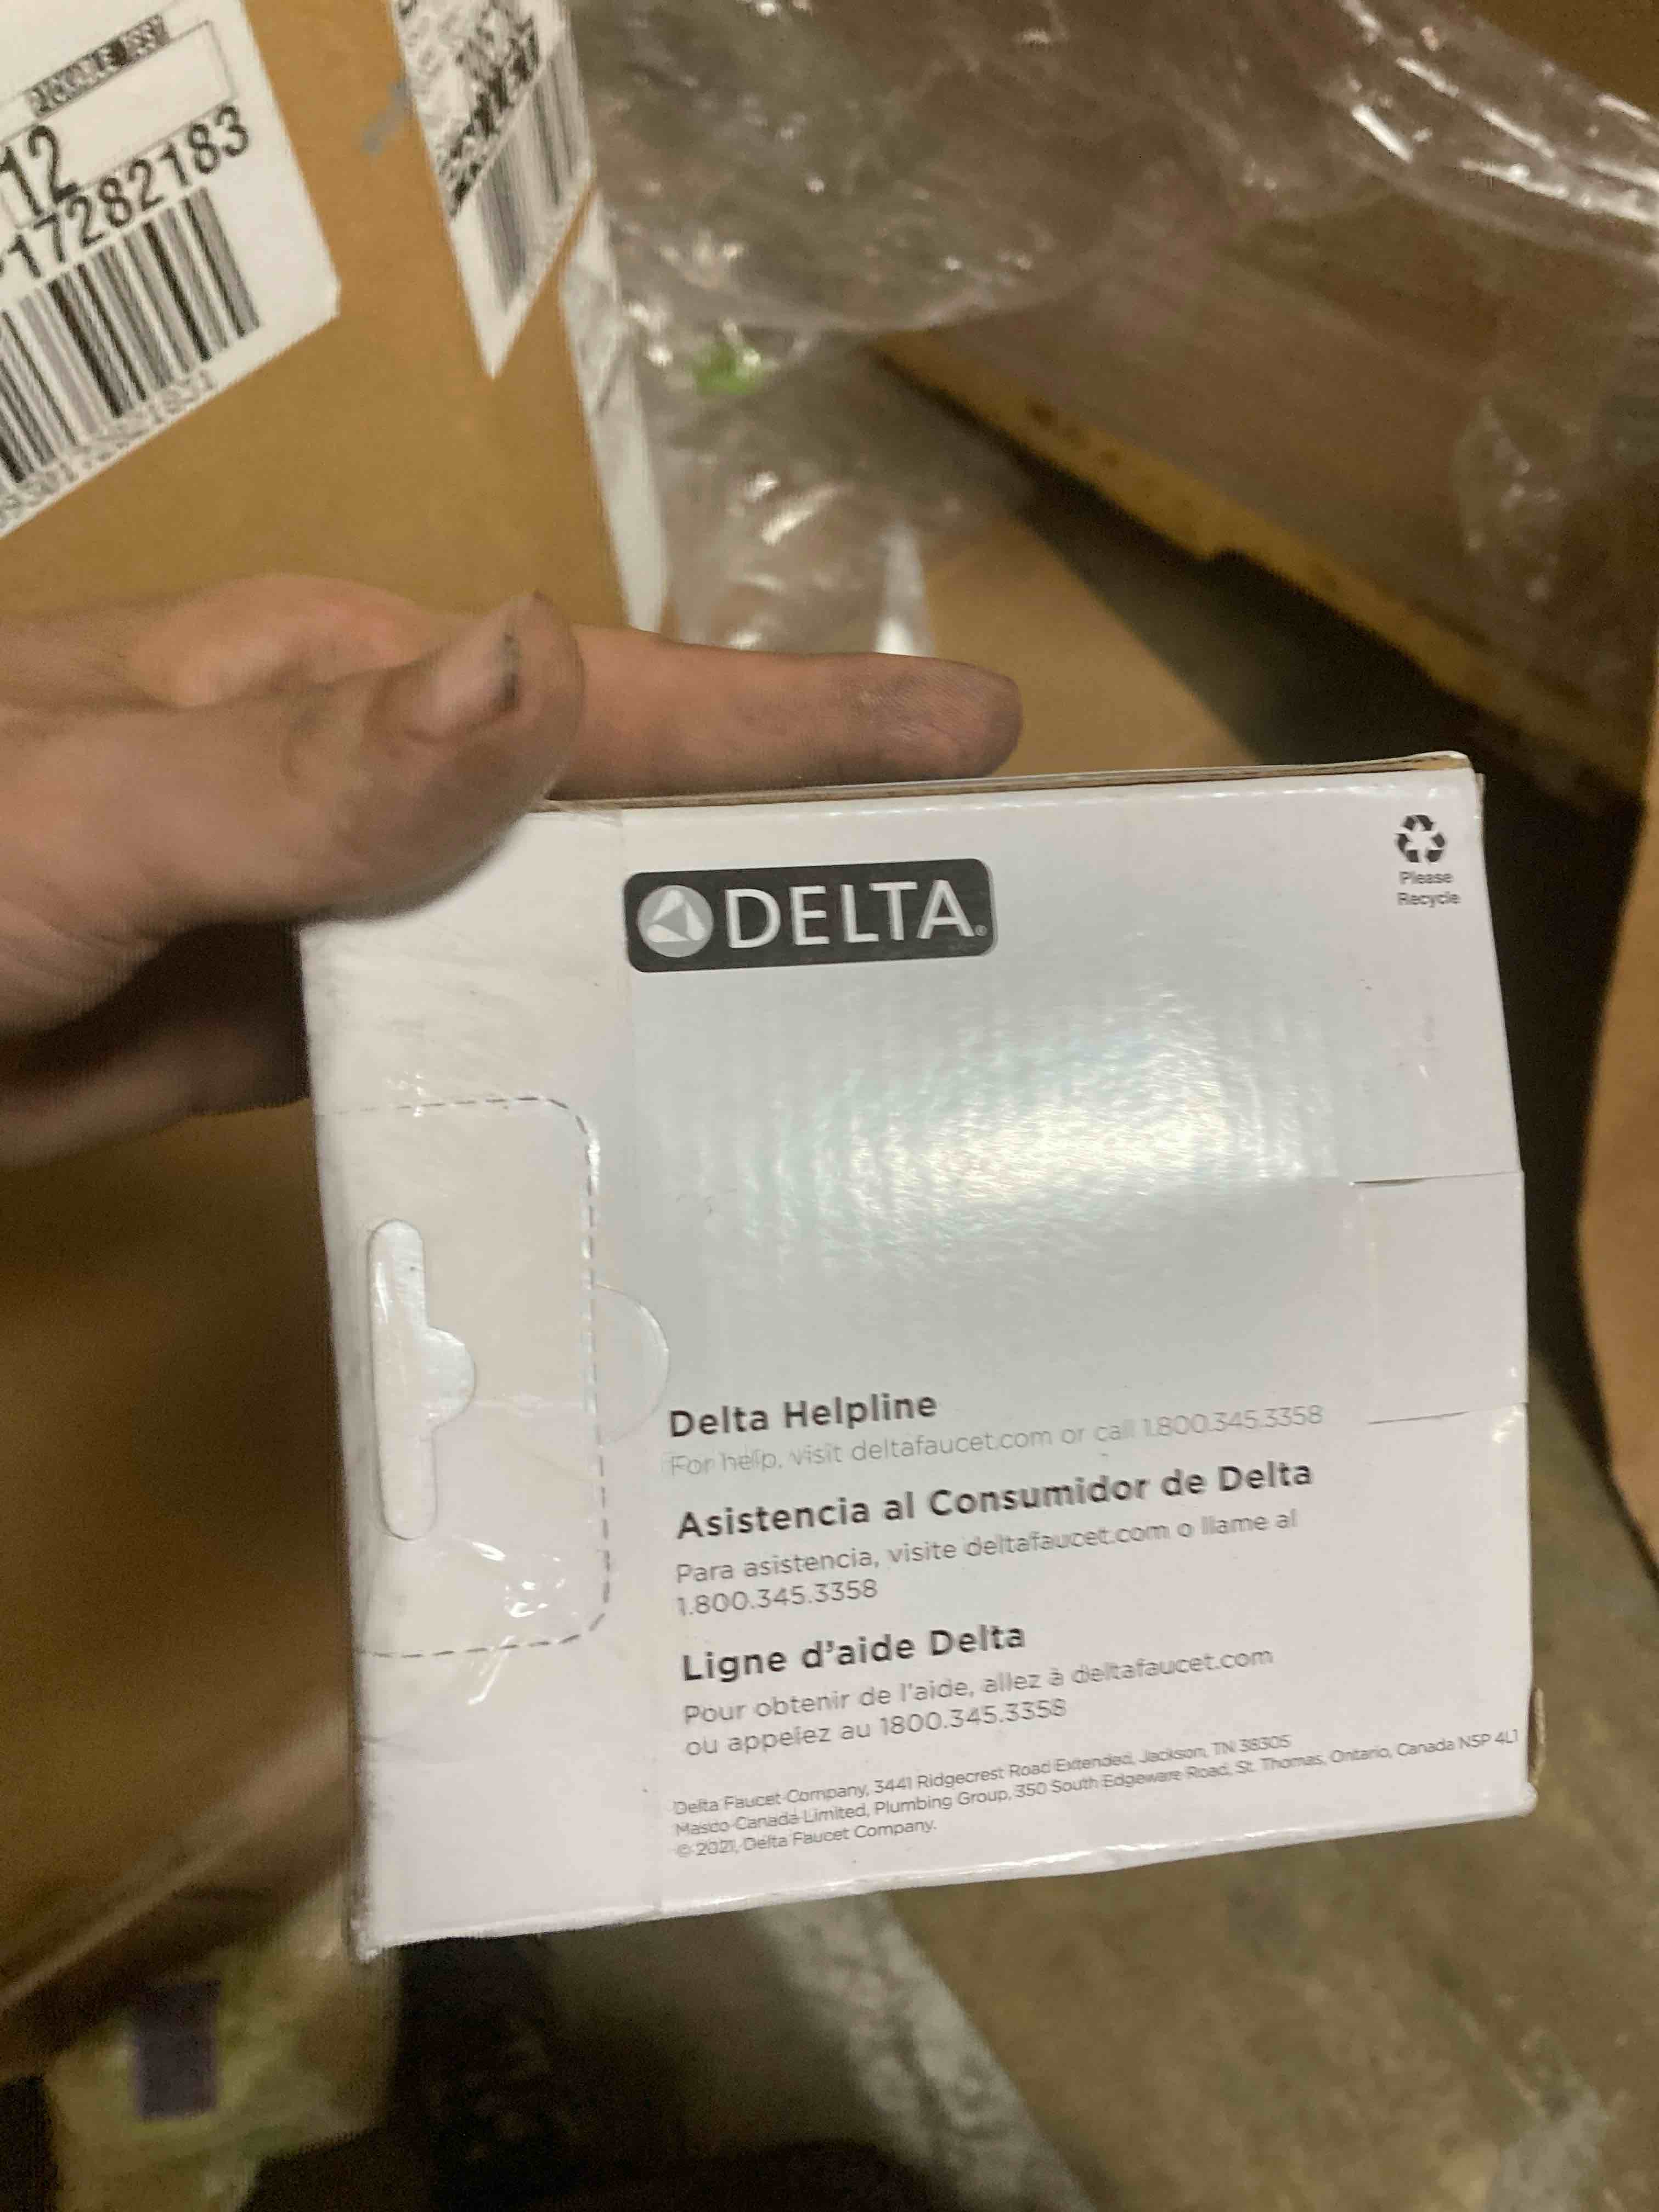 12
17282183
DELTA®
Please
Recycle
Delta Helpline
For help, visit deltafaucet.com or call 1.800.345.3358
Asistencia al Consumidor de Delta
Para asistencia, visite deltafaucet.com o llame al
1.800.345.3358
Ligne d'aide Delta
Pour obtenir de l'aide, allez à deltafaucet.com
ou appelez au 1800.345.3358
Delta Faucet Company, 3441 Ridgecrest Road Extended, Jackson, TN 38305
Masco Canada Limited, Plumbing Group, 350 South Edgeware Road, St. Thomas, Ontario, Canada N5P 4L1
© 2021, Delta Faucet Company.